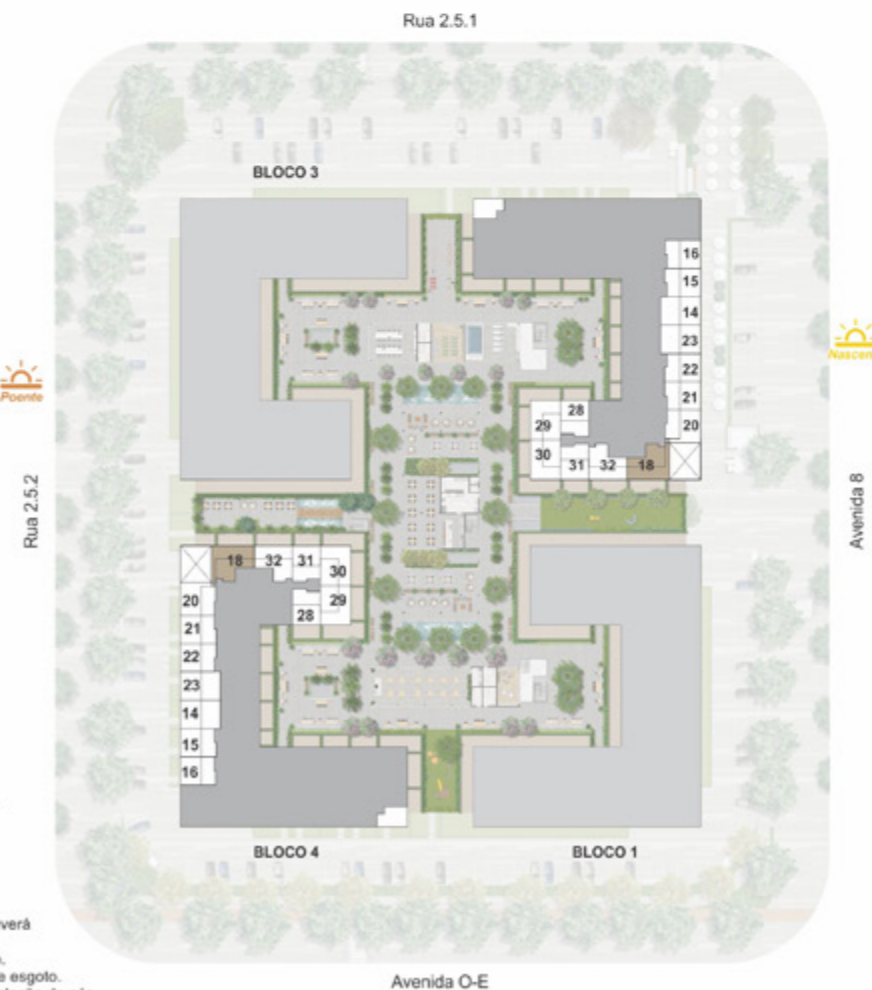 Rua 2.5.1
BLOCO 3
16
15
14
23
22
21
20
28
29
30
31
32
18
Poente
Nascen
Rua 2.5.2
Avenida 8
18
32
31
30
29
28
20
21
22
23
14
15
16
BLOCO 4
BLOCO 1
verá
e esgoto.
Avenida O-E